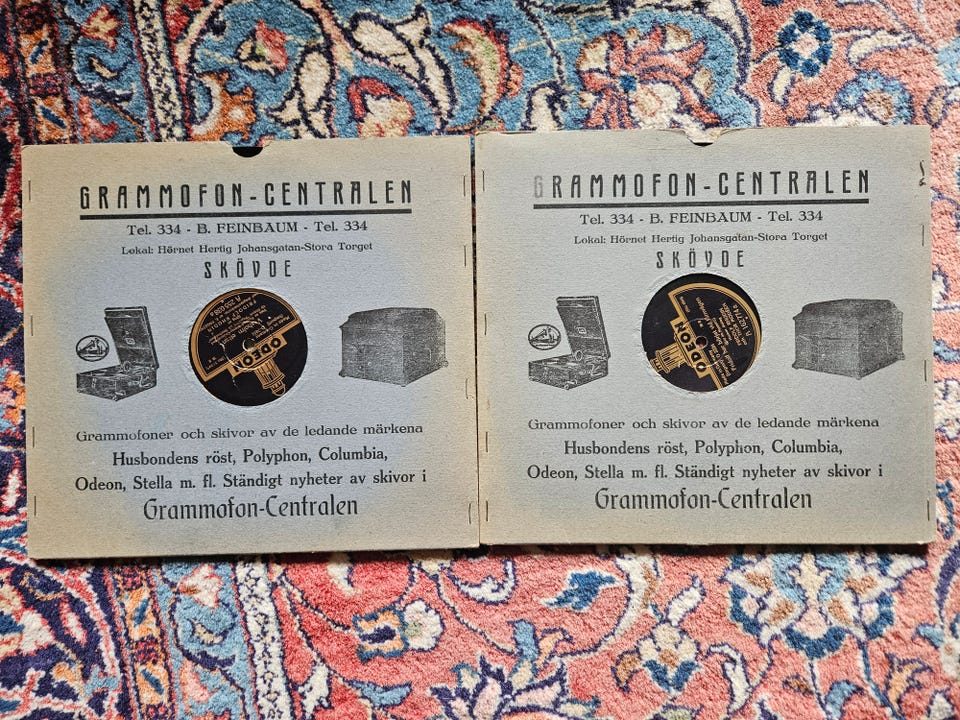 GRAMMOFON-CENTRALEN
Tel. 334 - B. FEINBAUM - Tel. 334
Lokal: Hörnet Hertig Johansgatan-Stora Torget
SKÖVDE
ODEON
Grammofoner och skivor av de ledande märkena
Husbondens röst, Polyphon, Columbia,
Odeon, Stella m. fl. Ständigt nyheter av skivor i
Grammofon-Centralen
GRAMMOFON-CENTRALEN
Tel. 334 - B. FEINBAUM - Tel. 334
Lokal: Hörnet Hertig Johansgatan-Stora Torget
SKÖVDE
ODEON
Grammofoner och skivor av de ledande märkena
Husbondens röst, Polyphon, Columbia,
Odeon, Stella m. fl. Ständigt nyheter av skivor i
Grammofon-Centralen